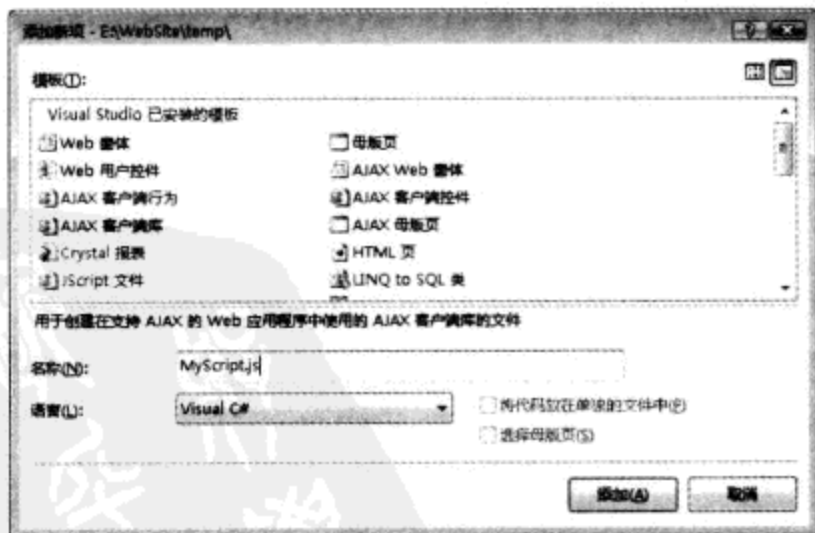 添加新项 - E:\WebSite\temp\
模板(T):
Visual Studio 已安装的模板
Web 窗体
母版页
Web 用户控件
AJAX Web 窗体
AJAX 客户端行为
AJAX 客户端控件
AJAX 客户端库
AJAX 母版页
Crystal 报表
HTML 页
JScript 文件
LINQ to SQL 类
用于创建在支持 AJAX 的 Web 应用程序中使用的 AJAX 客户端库的文件
名称(N):
MyScript.js
语言(L):
Visual C#
将代码放在单独的文件中(P)
选择母版页(S)
添加(A)
取消